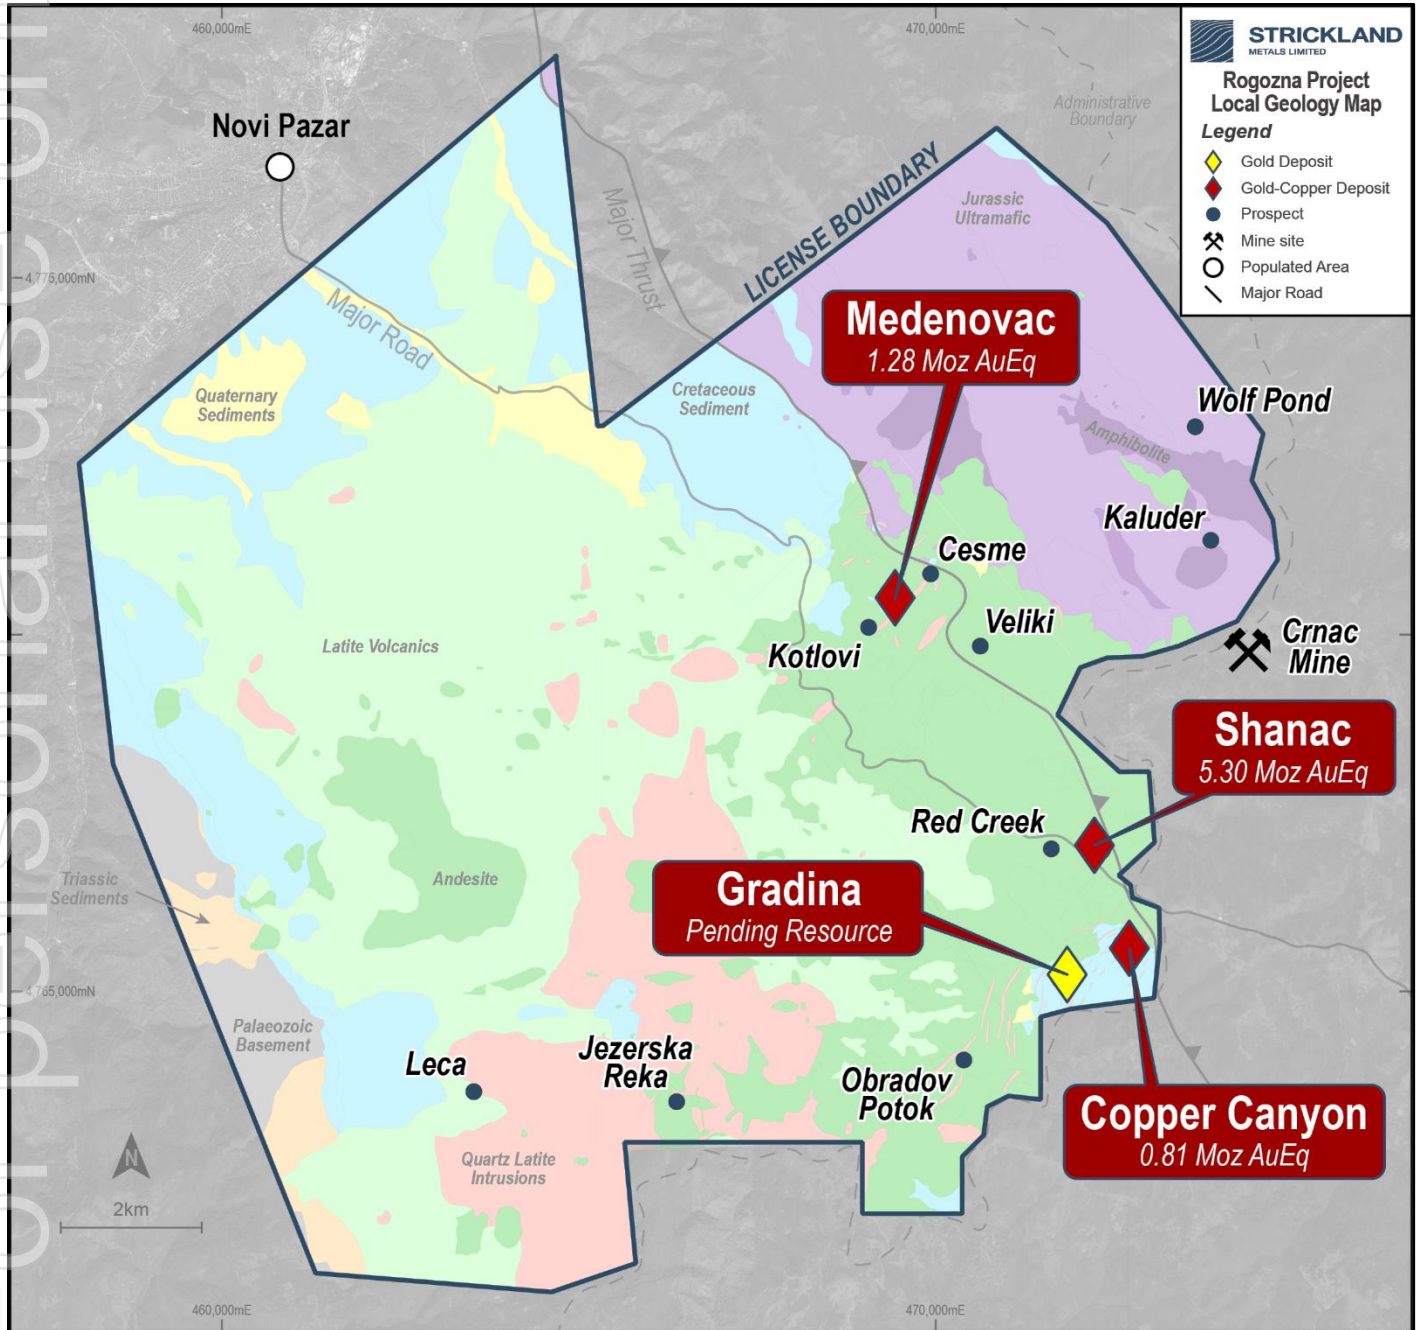 460,000mE
470,000mE
STRICKLAND
METALS LIMITED
Rogozna Project
Local Geology Map
Legend
Gold Deposit
Gold-Copper Deposit
Prospect
Mine site
Populated Area
Major Road
Administrative
Boundary
Novi Pazar
LICENSE BOUNDARY
Jurassic
Ultramafic
Major Thrust
4,775,000mN
Major Road
Medenovac
1.28 Moz AuEq
Quaternary
Sediments
Cretaceous
Sediment
Wolf Pond
Amphibolite
Kaluder
Cesme
Veliki
Kotlovi
Crnac
Mine
Latite Volcanics
Shanac
5.30 Moz AuEq
Red Creek
Triassic
Sediments
Andesite
Gradina
Pending Resource
4,765,000mN
Palaeozoic
Basement
Leca
Jezerska
Reka
Obradov
Potok
Copper Canyon
0.81 Moz AuEq
Quartz Latite
Intrusions
N
2km
460,000mE
470,000mE
or personal use on